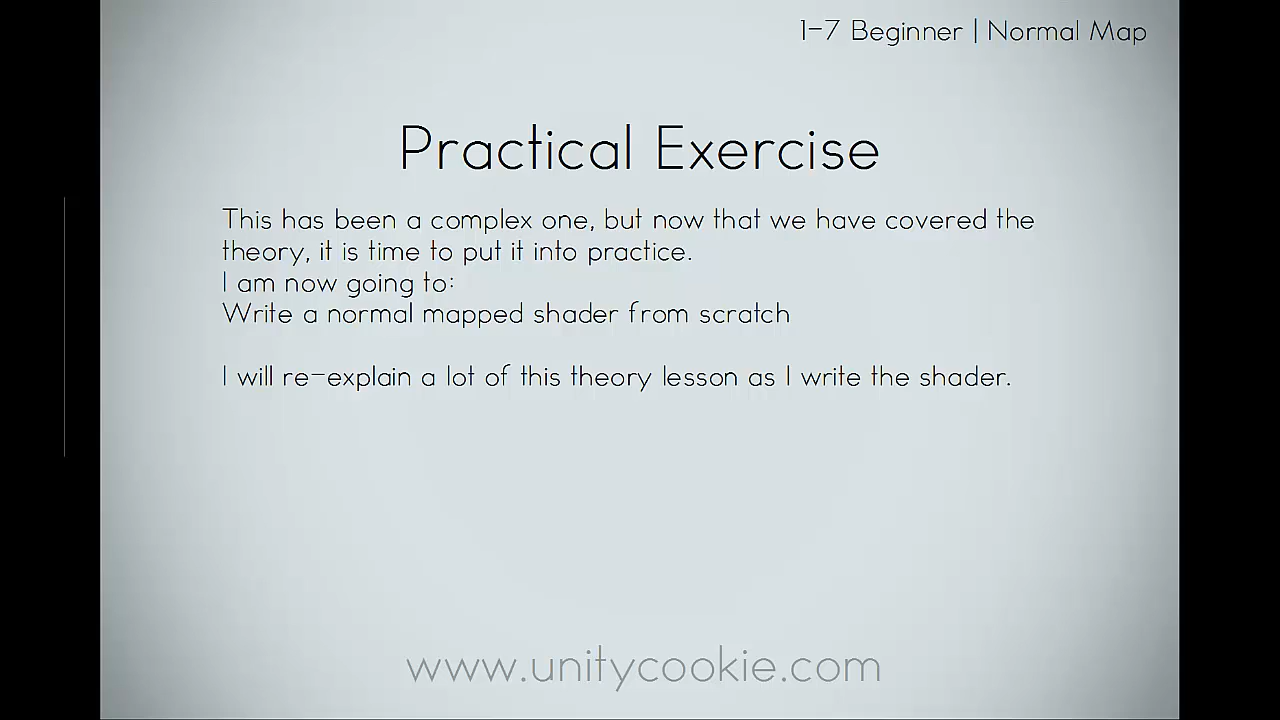 1-7 Beginner | Normal Map
Practical Exercise
This has been a complex one, but now that we have covered the
theory, it is time to put it into practice.
I am now going to:
Write a normal mapped shader from scratch
I will re-explain a lot of this theory lesson as I write the shader.
www.unitycookie.com